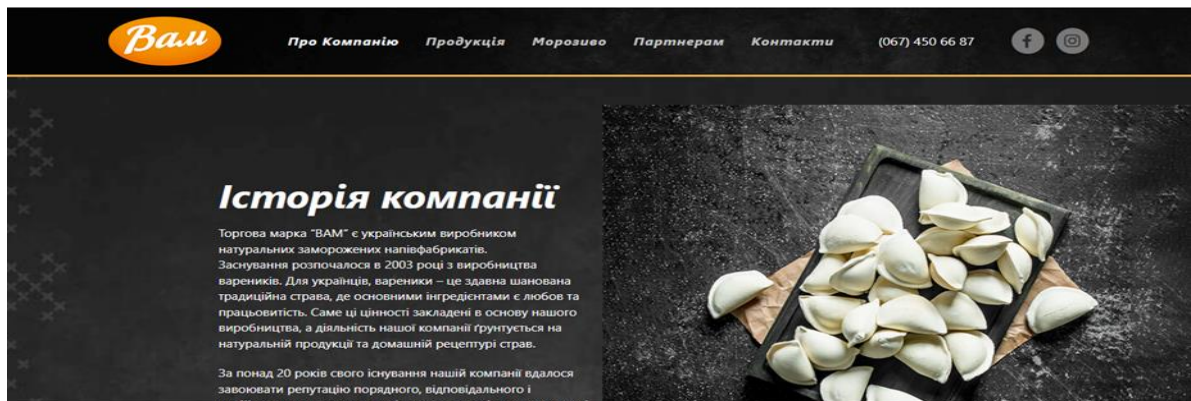 Вам
Про Компанію Продукція Морозиво Партнерам Контакти (067) 450 66 87
Історія компанії
Торгова марка "ВАМ" є українським виробником
натуральних заморожених напівфабрикатів.
Заснування розпочалося в 2003 році з виробництва
вареників. Для українців, вареники – це здавна шанована
традиційна страва, де основними інгредієнтами є любов та
працьовитість. Саме ці цінності закладені в основу нашого
виробництва, а діяльність нашої компанії ґрунтується на
натуральній продукції та домашній рецептурі страв.
За понад 20 років свого існування нашій компанії вдалося
завоювати репутацію порядного, відповідального і